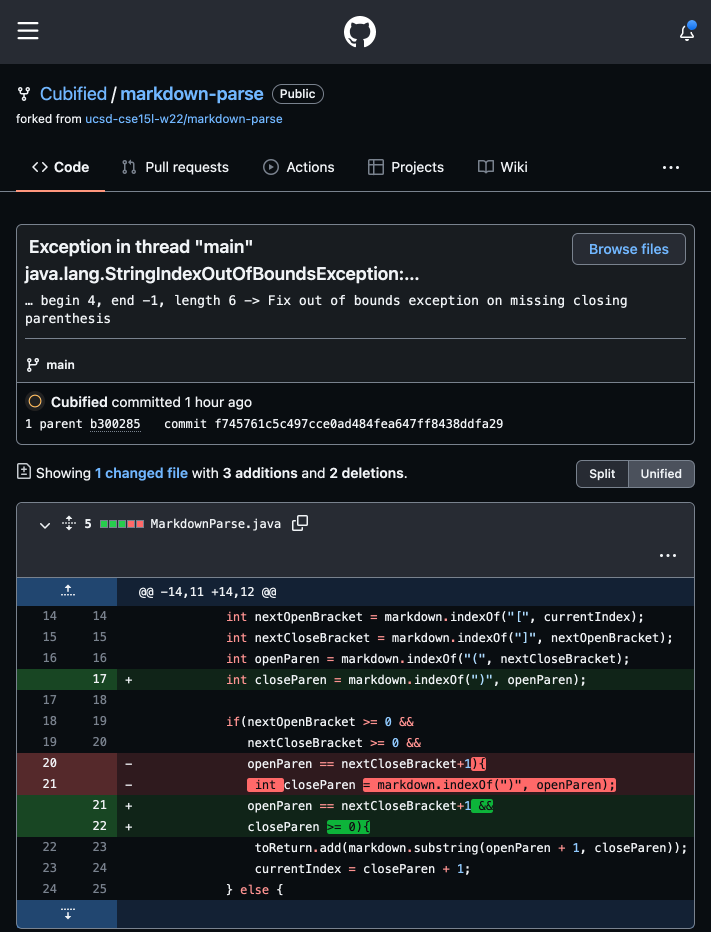 Cubified / markdown-parse Public
forked from ucsd-cse15l-w22/markdown-parse
Code Pull requests Actions Projects Wiki ...
Exception in thread "main"
java.lang.StringIndexOutOfBoundsException:...
Browse files
… begin 4, end -1, length 6 -> Fix out of bounds exception on missing closing
parenthesis
main
Cubified committed 1 hour ago
1 parent b300285 commit f745761c5c497cce0ad484fea647ff8438ddfa29
Showing 1 changed file with 3 additions and 2 deletions.
Split Unified
5 MarkdownParse.java
...
@@ -14,11 +14,12 @@
14 14 int nextOpenBracket = markdown.indexOf("[", currentIndex);
15 15 int nextCloseBracket = markdown.indexOf("]", nextOpenBracket);
16 16 int openParen = markdown.indexOf("(", nextCloseBracket);
17 + int closeParen = markdown.indexOf(")", openParen);
17 18
18 19 if(nextOpenBracket >= 0 &&
19 20 nextCloseBracket >= 0 &&
20 - openParen == nextCloseBracket+1){
21 - int closeParen = markdown.indexOf(")", openParen);
21 + openParen == nextCloseBracket+1 &&
22 + closeParen >= 0){
22 23 toReturn.add(markdown.substring(openParen + 1, closeParen));
23 24 currentIndex = closeParen + 1;
24 25 } else {